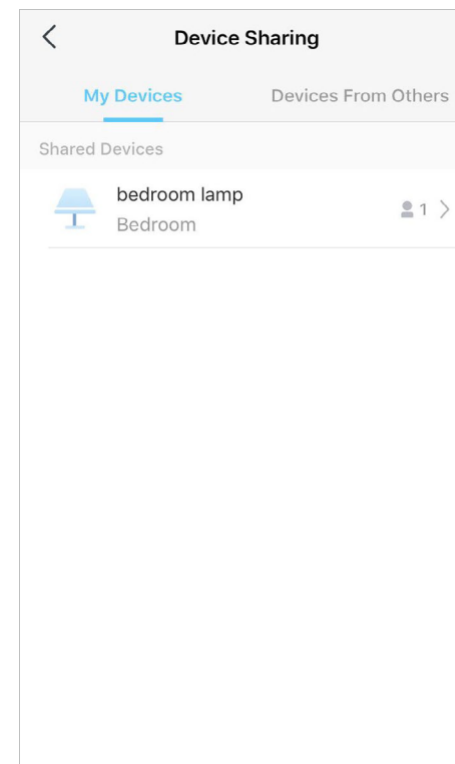 Device Sharing
My Devices Devices From Others
Shared Devices
bedroom lamp
Bedroom
1